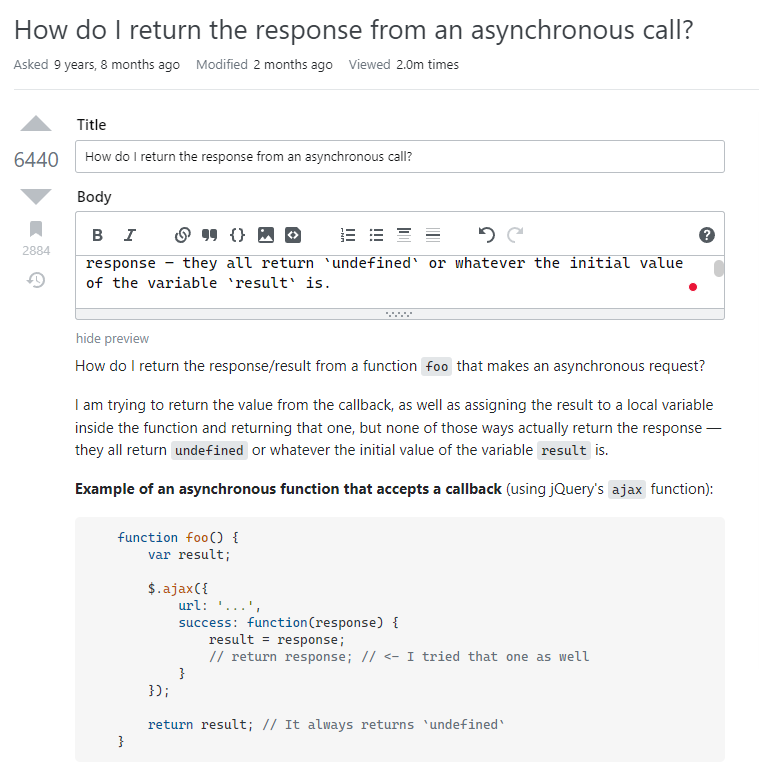 How do I return the response from an asynchronous call?
Asked 9 years, 8 months ago Modified 2 months ago Viewed 2.0m times
6440
2884
Title
How do I return the response from an asynchronous call?
Body
B I
response — they all return `undefined` or whatever the initial value
of the variable `result` is.
hide preview
How do I return the response/result from a function foo that makes an asynchronous request?
I am trying to return the value from the callback, as well as assigning the result to a local variable
inside the function and returning that one, but none of those ways actually return the response —
they all return undefined or whatever the initial value of the variable result is.
Example of an asynchronous function that accepts a callback (using jQuery's ajax function):
function foo() {
    var result;
    $.ajax({
        url: '...',
        success: function(response) {
            result = response;
            // return response; // <- I tried that one as well
        }
    });
    return result; // It always returns `undefined`
}